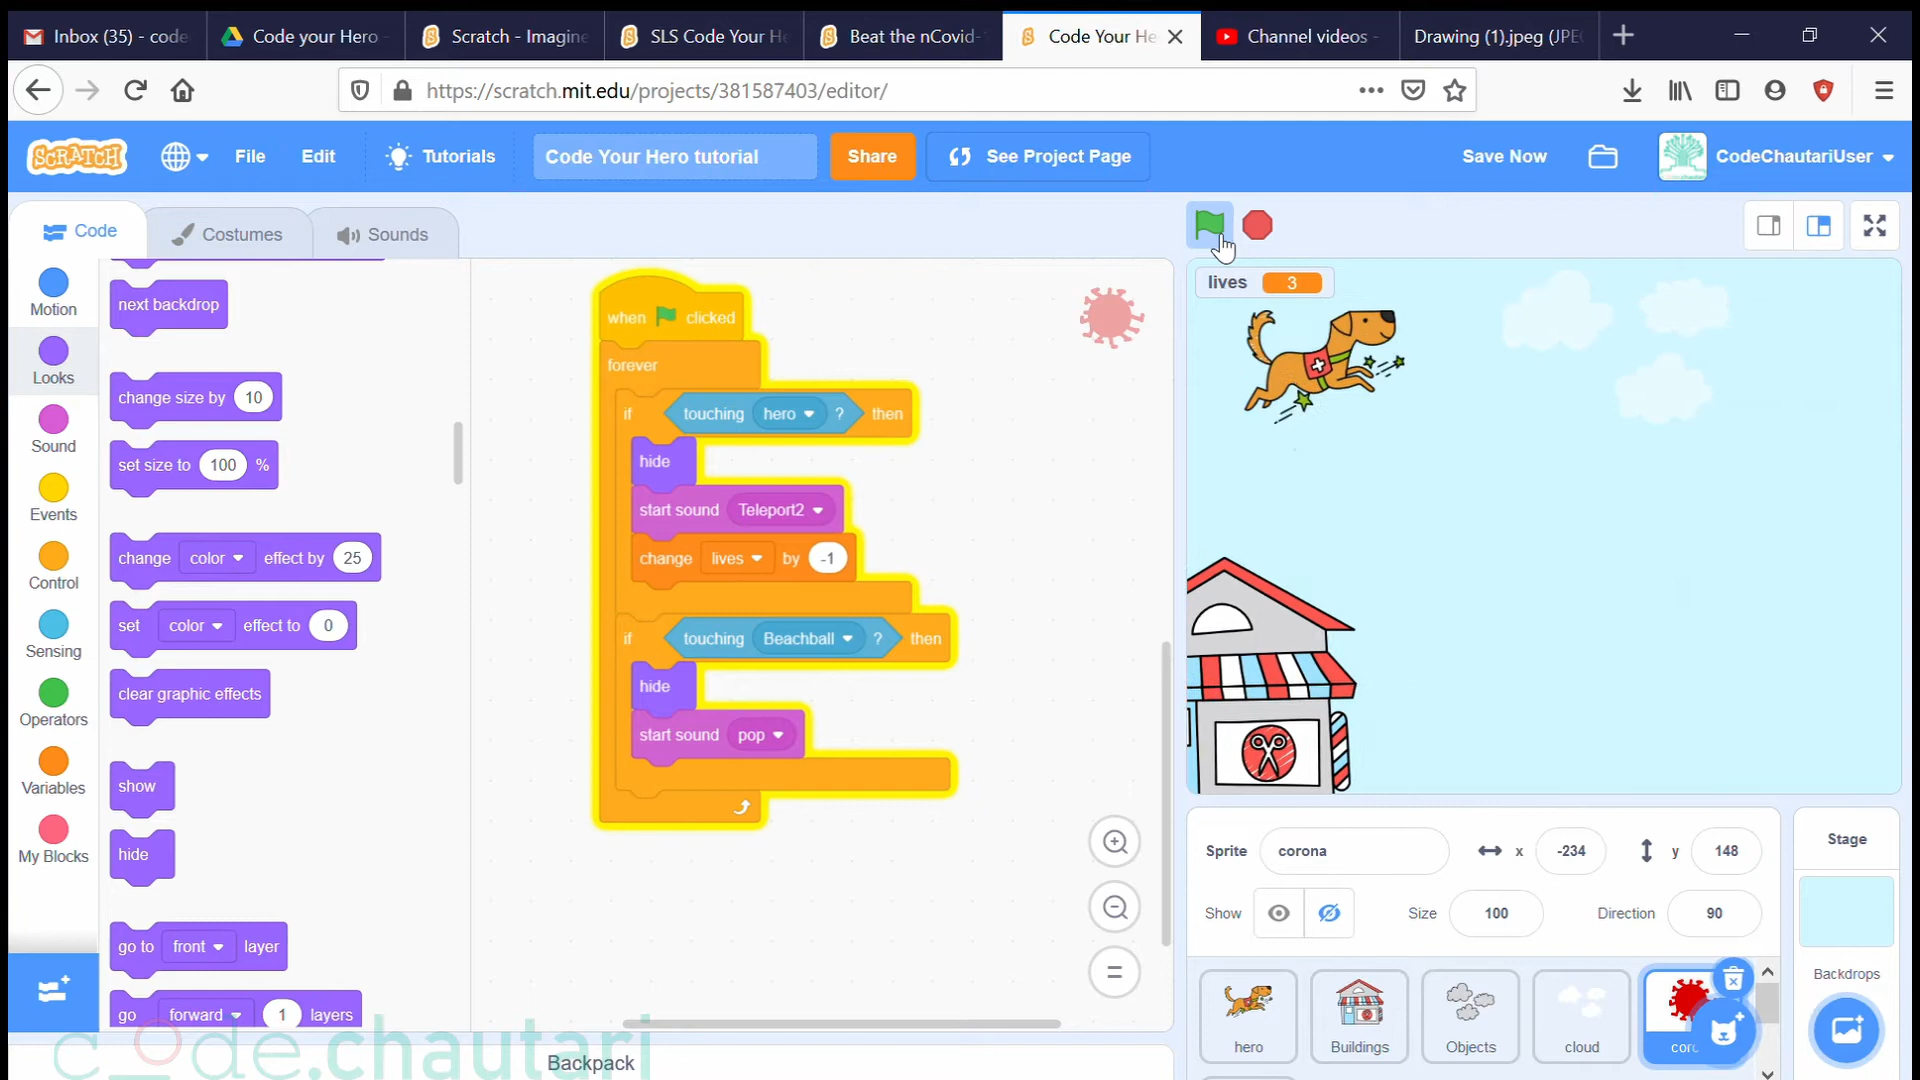 Inbox (35) - code
Code your Hero -
Scratch - Imagine
SLS Code Your H
Beat the nCovid-
Code Your He
Channel videos -
Drawing (1).jpeg (JPE
https://scratch.mit.edu/projects/381587403/editor/
SCRATCH
File
Edit
Tutorials
Code Your Hero tutorial
Share
See Project Page
Save Now
CodeChautariUser
Code
Costumes
Sounds
Motion
Looks
Sound
Events
Control
Sensing
Operators
Variables
My Blocks
next backdrop
change size by 10
set size to 100 %
change color effect by 25
set color effect to 0
clear graphic effects
show
hide
go to front layer
go forward 1 layers
when clicked
forever
if touching hero ? then
hide
start sound Teleport2
change lives by -1
if touching Beachball ? then
hide
start sound pop
lives 3
Sprite corona x -234 y 148
Show Size 100 Direction 90
hero
Buildings
Objects
cloud
cor
Stage
Backdrops
Backpack
code.chautari